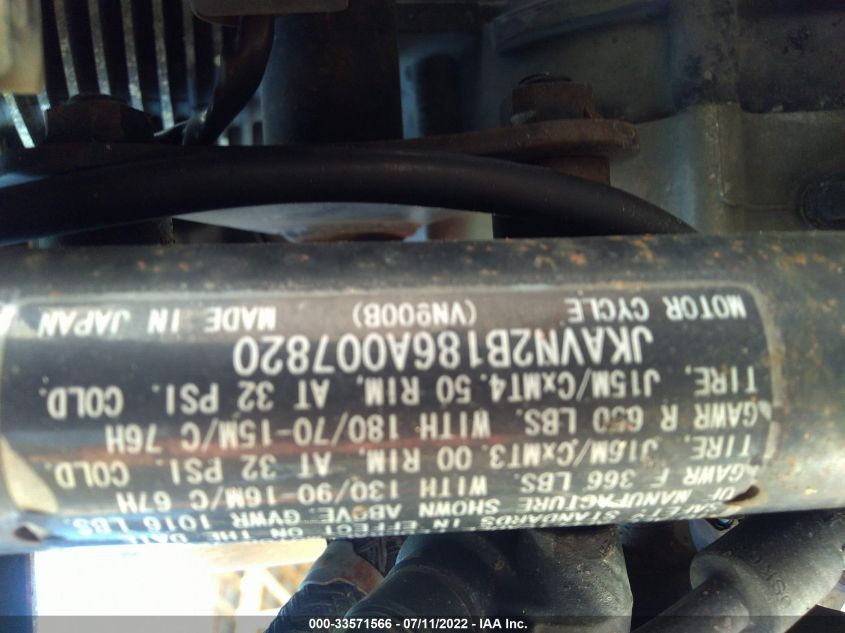 SAFETY STANDARDS IN EFFECT ON THE DATE
OF MANUFACTURE SHOWN ABOVE. GVWR 1016 LBS.
GAWR F 366 LBS. WITH 130/90-16M/C 67H
TIRE, J16M/CxMT3.00 RIM, AT 32 PSI. COLD.
GAWR R 650 LBS. WITH 180/70-15M/C 76H
TIRE, J15M/CxMT4.50 RIM, AT 32 PSI. COLD.
JKAVN2B186A007820
MOTOR CYCLE (VN900B) MADE IN JAPAN
000-33571566 - 07/11/2022 - IAA Inc.